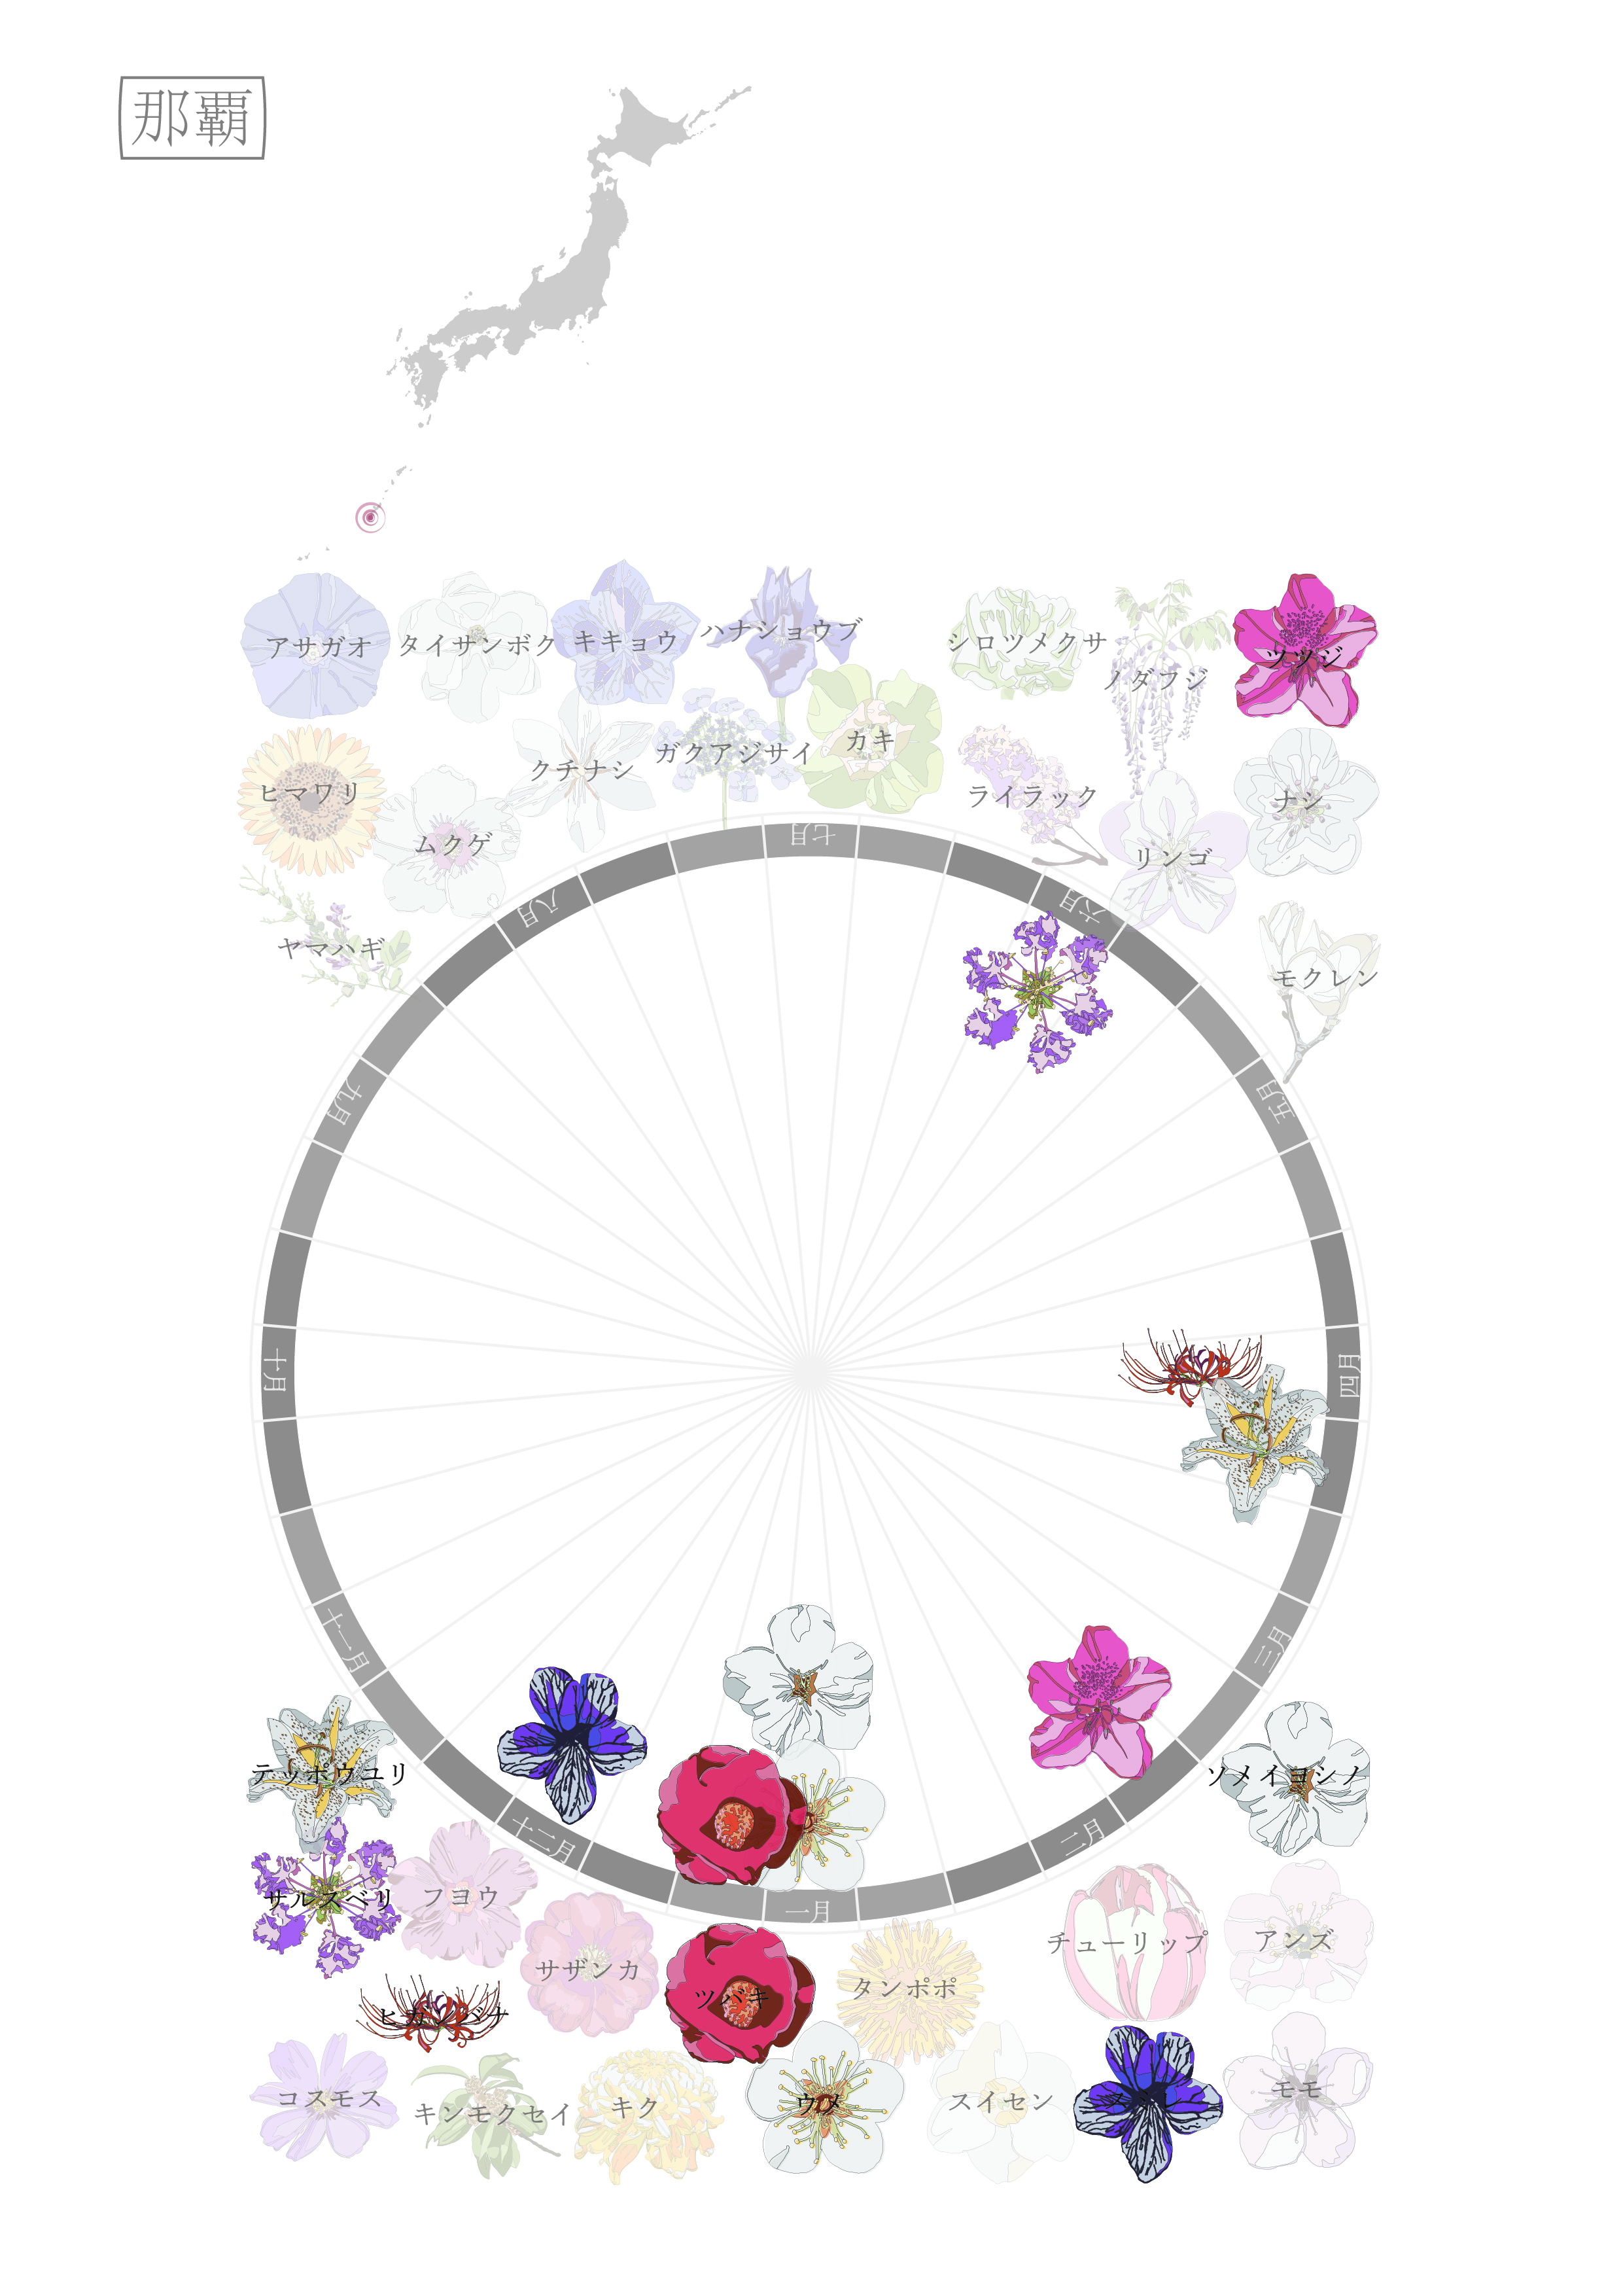 那覇
アサガオ
タイサンボク
キキョウ
ハナショウブ
シロツメクサ
ノダフジ
ツツジ
ヒマワリ
ムクゲ
クチナシ
ガクアジサイ
カキ
ライラック
リンゴ
ナシ
ヤマハギ
モクレン
七月
八月
六月
九月
五月
十月
四月
十一月
三月
十二月
二月
一月
テッポウユリ
ソメイヨシノ
サルスベリ
フヨウ
サザンカ
ツバキ
タンポポ
チューリップ
アンズ
ヒガンバナ
コスモス
キンモクセイ
キク
ウメ
スイセン
スミレ
モモ